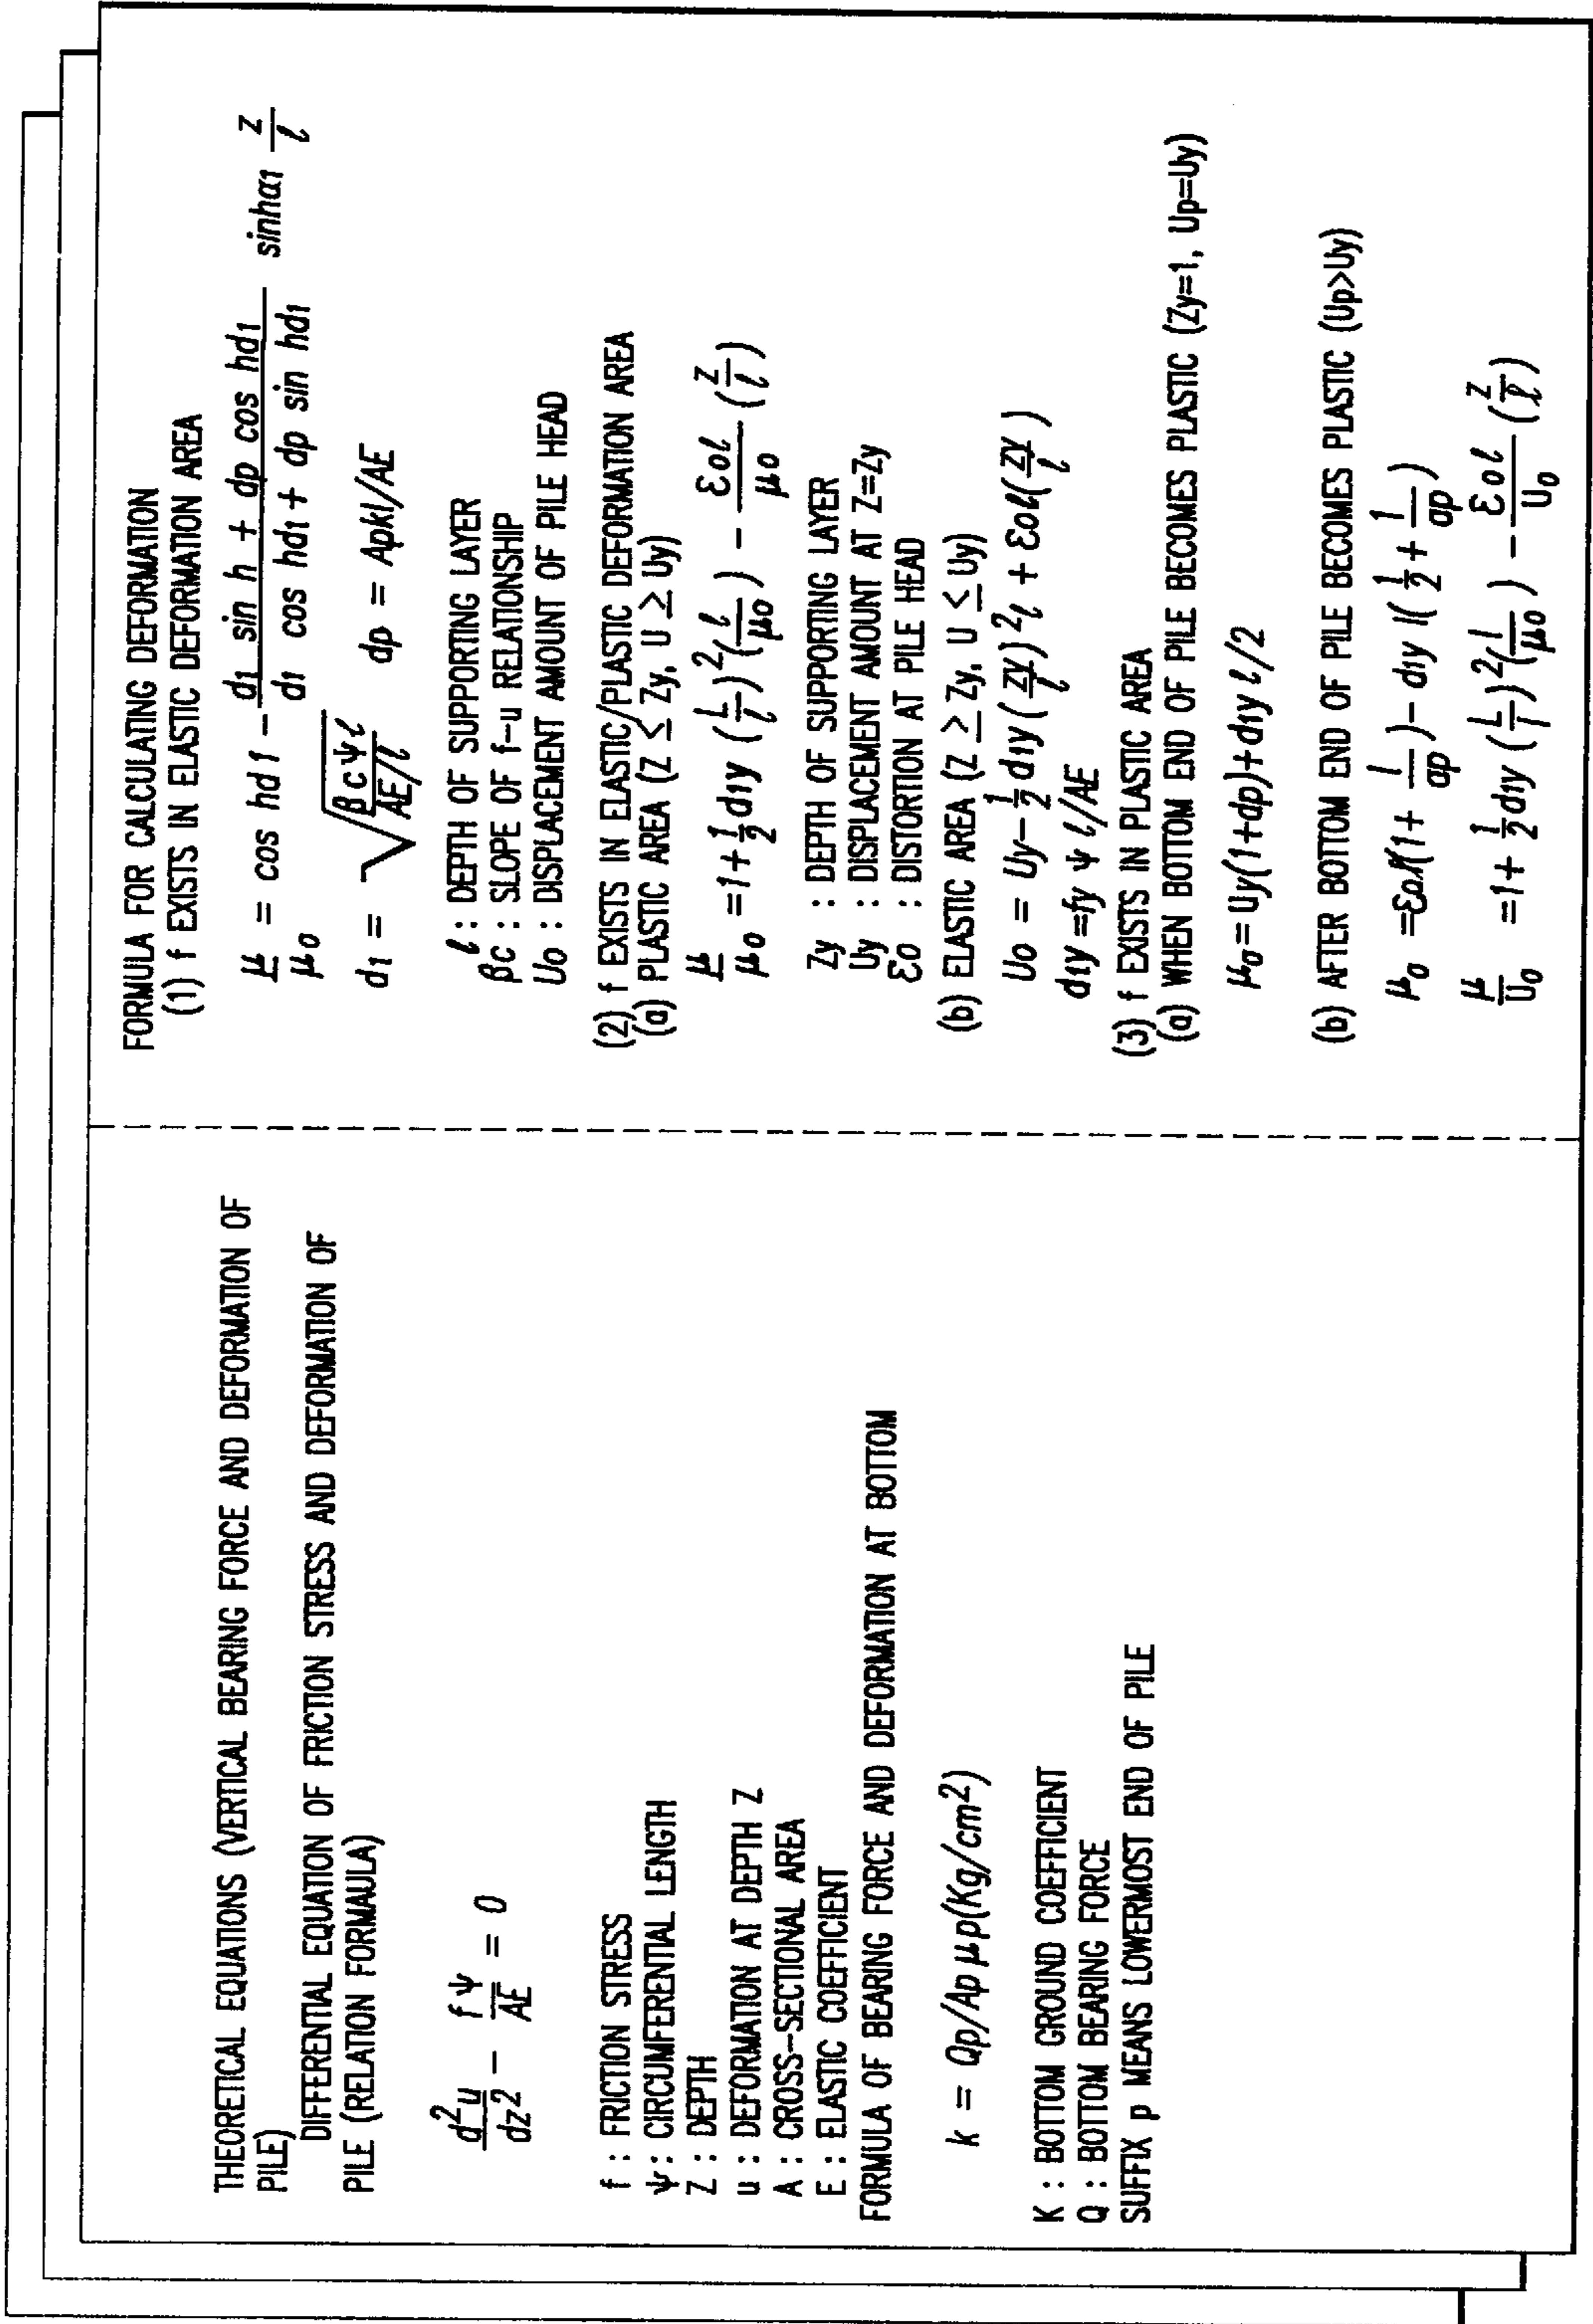 THEORETICAL EQUATIONS (VERTICAL BEARING FORCE AND DEFORMATION OF
PILE)
DIFFERENTIAL EQUATION OF FRICTION STRESS AND DEFORMATION OF
PILE (RELATION FORMAULA)
d²u/dz² − fψ/AE = 0
f : FRICTION STRESS
ψ : CIRCUMFERENTIAL LENGTH
Z : DEPTH
u : DEFORMATION AT DEPTH Z
A : CROSS-SECTIONAL AREA
E : ELASTIC COEFFICIENT
FORMULA OF BEARING FORCE AND DEFORMATION AT BOTTOM
k = Qp/Ap μp(Kg/cm²)
K : BOTTOM GROUND COEFFICIENT
Q : BOTTOM BEARING FORCE
SUFFIX p MEANS LOWERMOST END OF PILE
FORMULA FOR CALCULATING DEFORMATION
(1) f EXISTS IN ELASTIC DEFORMATION AREA
μ/μo = cos hd1 − (d1 sin h + dp cos hd1)/(d1 cos hd1 + dp sin hd1) sinhα1 z/ℓ
d1 = √(βcψℓ/(AE/ℓ)) dp = Apkl/AE
ℓ : DEPTH OF SUPPORTING LAYER
βc : SLOPE OF f-u RELATIONSHIP
Uo : DISPLACEMENT AMOUNT OF PILE HEAD
(2) f EXISTS IN ELASTIC/PLASTIC DEFORMATION AREA
(a) PLASTIC AREA (Z ≤ Zy, U ≥ Uy)
μ/μo = 1+½d1y (L/ℓ)²(ℓ/μo) − εoℓ/μo (z/ℓ)
Zy : DEPTH OF SUPPORTING LAYER
Uy : DISPLACEMENT AMOUNT AT Z=Zy
εo : DISTORTION AT PILE HEAD
(b) ELASTIC AREA (Z ≥ Zy, U ≤ Uy)
Uo = Uy−½d1y(zy/ℓ)²ℓ + εoℓ(zy/ℓ)
d1y=fy ψ ℓ/AE
(3) f EXISTS IN PLASTIC AREA
(a) WHEN BOTTOM END OF PILE BECOMES PLASTIC (Zy=1, Up=Uy)
μo= Uy(1+dp)+d1y ℓ/2
(b) AFTER BOTTOM END OF PILE BECOMES PLASTIC (Up>Uy)
μo =εoℓ(1+ 1/ap)− d1y l(½+ 1/ap)
μ/Uo =1+½d1y (L/l)²(1/μo) − εoℓ/Uo (z/ℓ)